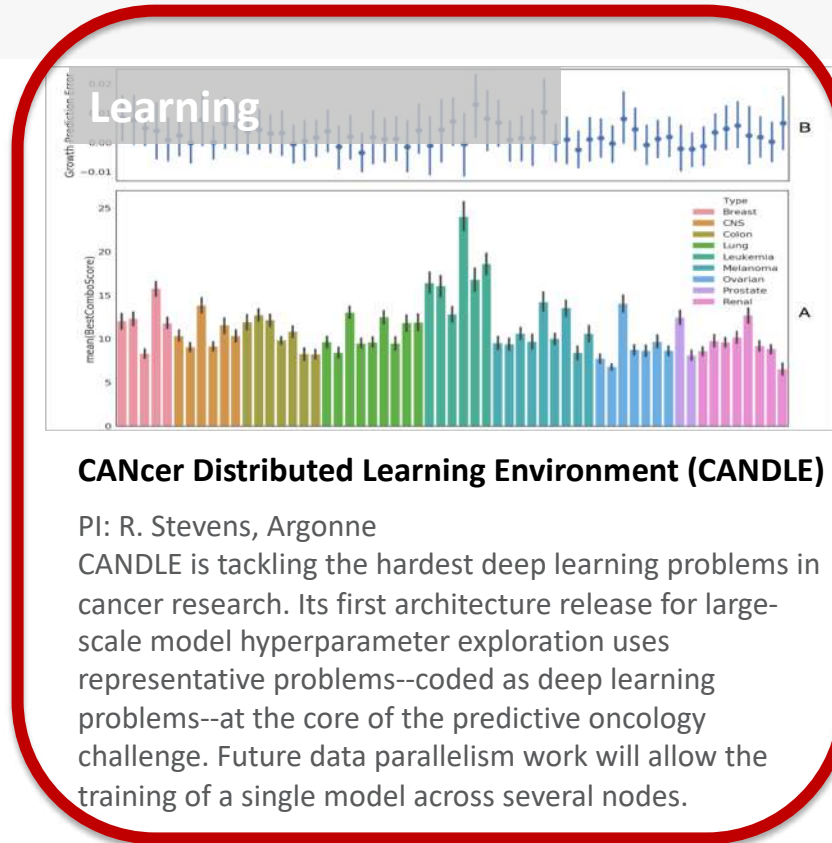 Learning
Growth Prediction Error
0.02
0.00
−0.01
B
25
20
15
10
5
0
mean(BestComboScore)
Type
Breast
CNS
Colon
Lung
Leukemia
Melanoma
Ovarian
Prostate
Renal
A
CANcer Distributed Learning Environment (CANDLE)
PI: R. Stevens, Argonne
CANDLE is tackling the hardest deep learning problems in
cancer research. Its first architecture release for large-
scale model hyperparameter exploration uses
representative problems--coded as deep learning
problems--at the core of the predictive oncology
challenge. Future data parallelism work will allow the
training of a single model across several nodes.